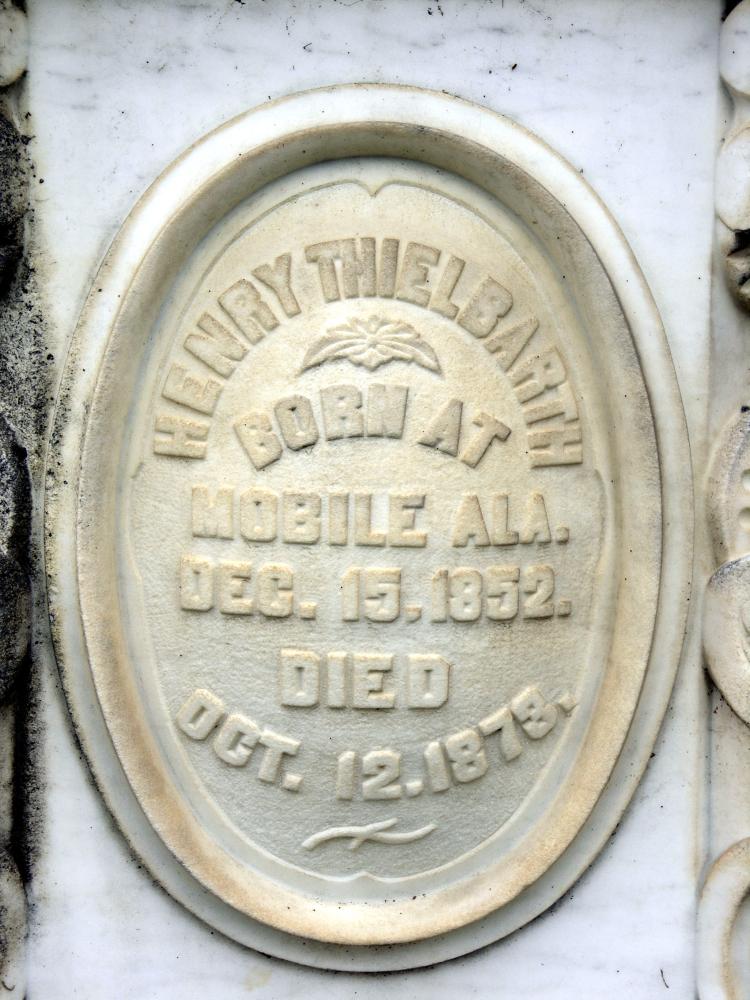 HENRY THIELBARTH
BORN AT
MOBILE ALA.
DEC. 15, 1852.
DIED
OCT. 12, 1873.